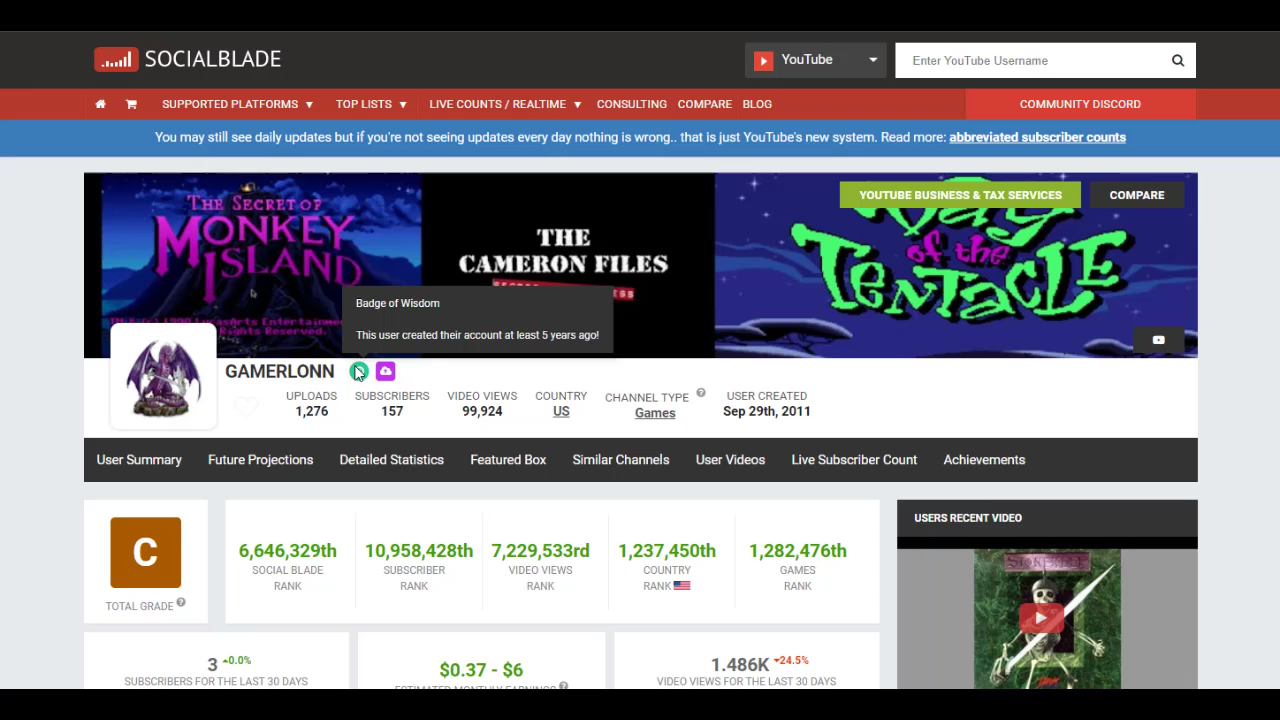 SOCIALBLADE
YouTube
Enter YouTube Username
SUPPORTED PLATFORMS
TOP LISTS
LIVE COUNTS / REALTIME
CONSULTING
COMPARE
BLOG
COMMUNITY DISCORD
You may still see daily updates but if you're not seeing updates every day nothing is wrong.. that is just YouTube's new system. Read more: abbreviated subscriber counts
YOUTUBE BUSINESS & TAX SERVICES
COMPARE
THE SECRET OF
MONKEY
ISLAND
THE
CAMERON FILES
Day
of the
TENTACLE
Badge of Wisdom
This user created their account at least 5 years ago!
GAMERLONN
UPLOADS
1,276
SUBSCRIBERS
157
VIDEO VIEWS
99,924
COUNTRY
US
CHANNEL TYPE
Games
USER CREATED
Sep 29th, 2011
User Summary
Future Projections
Detailed Statistics
Featured Box
Similar Channels
User Videos
Live Subscriber Count
Achievements
C
TOTAL GRADE
6,646,329th
SOCIAL BLADE
RANK
10,958,428th
SUBSCRIBER
RANK
7,229,533rd
VIDEO VIEWS
RANK
1,237,450th
COUNTRY
RANK
1,282,476th
GAMES
RANK
USERS RECENT VIDEO
3 0.0%
SUBSCRIBERS FOR THE LAST 30 DAYS
$0.37 - $6
ESTIMATED MONTHLY EARNINGS
1.486K 24.5%
VIDEO VIEWS FOR THE LAST 30 DAYS